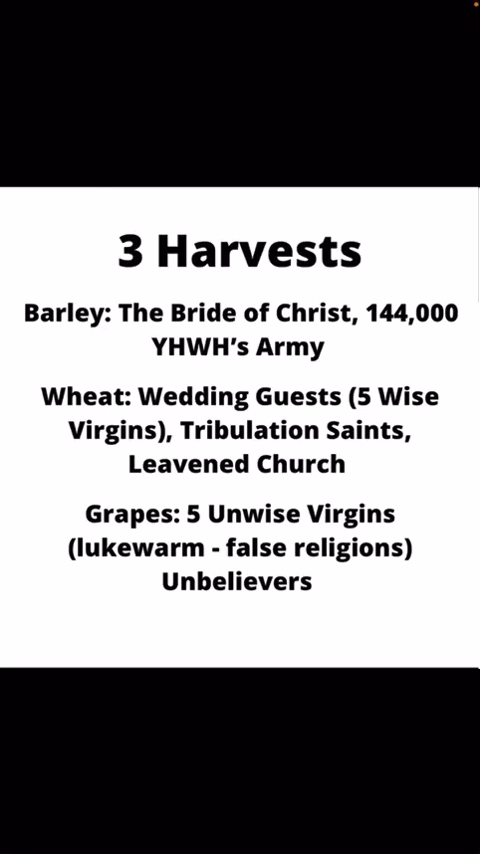 3 Harvests
Barley: The Bride of Christ, 144,000
YHWH’s Army
Wheat: Wedding Guests (5 Wise
Virgins), Tribulation Saints,
Leavened Church
Grapes: 5 Unwise Virgins
(lukewarm - false religions)
Unbelievers